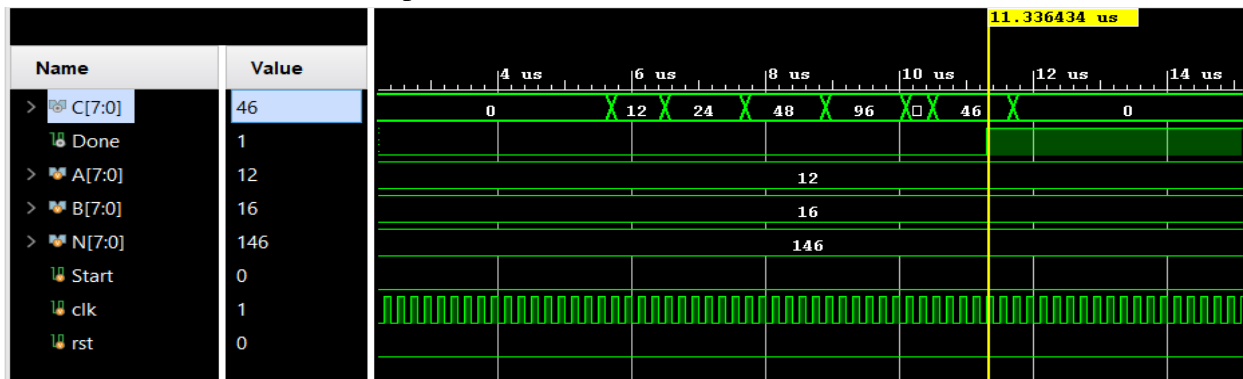 11.336434 us
Name Value 4 us 6 us 8 us 10 us 12 us 14 us
> C[7:0] 46 0 12 24 48 96 46 0
Done 1
> A[7:0] 12 12
> B[7:0] 16 16
> N[7:0] 146 146
Start 0
clk 1
rst 0